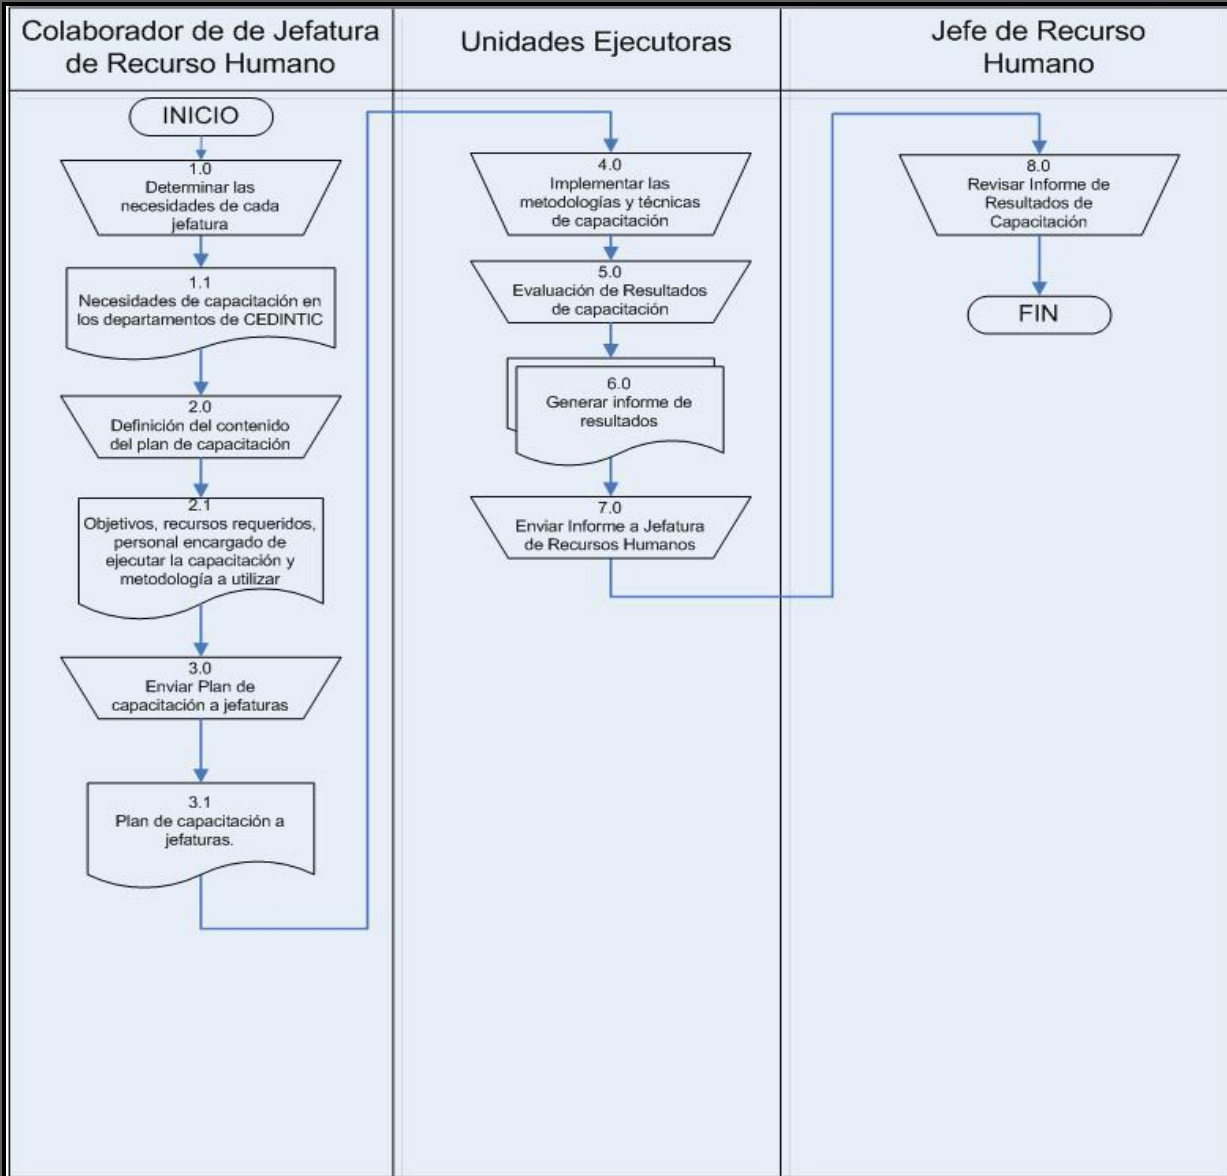 Colaborador de de Jefatura
de Recurso Humano
INICIO
1.0
Determinar las
necesidades de cada
jefatura
1.1
Necesidades de capacitación en
los departamentos de CEDINTIC
2.0
Definición del contenido
del plan de capacitación
2.1
Objetivos, recursos requeridos,
personal encargado de
ejecutar la capacitación y
metodología a utilizar
3.0
Enviar Plan de
capacitación a jefaturas
3.1
Plan de capacitación a
jefaturas.
Unidades Ejecutoras
4.0
Implementar las
metodologías y técnicas
de capacitación
5.0
Evaluación de Resultados
de capacitación
6.0
Generar informe de
resultados
7.0
Enviar Informe a Jefatura
de Recursos Humanos
Jefe de Recurso
Humano
8.0
Revisar Informe de
Resultados de
Capacitación
FIN